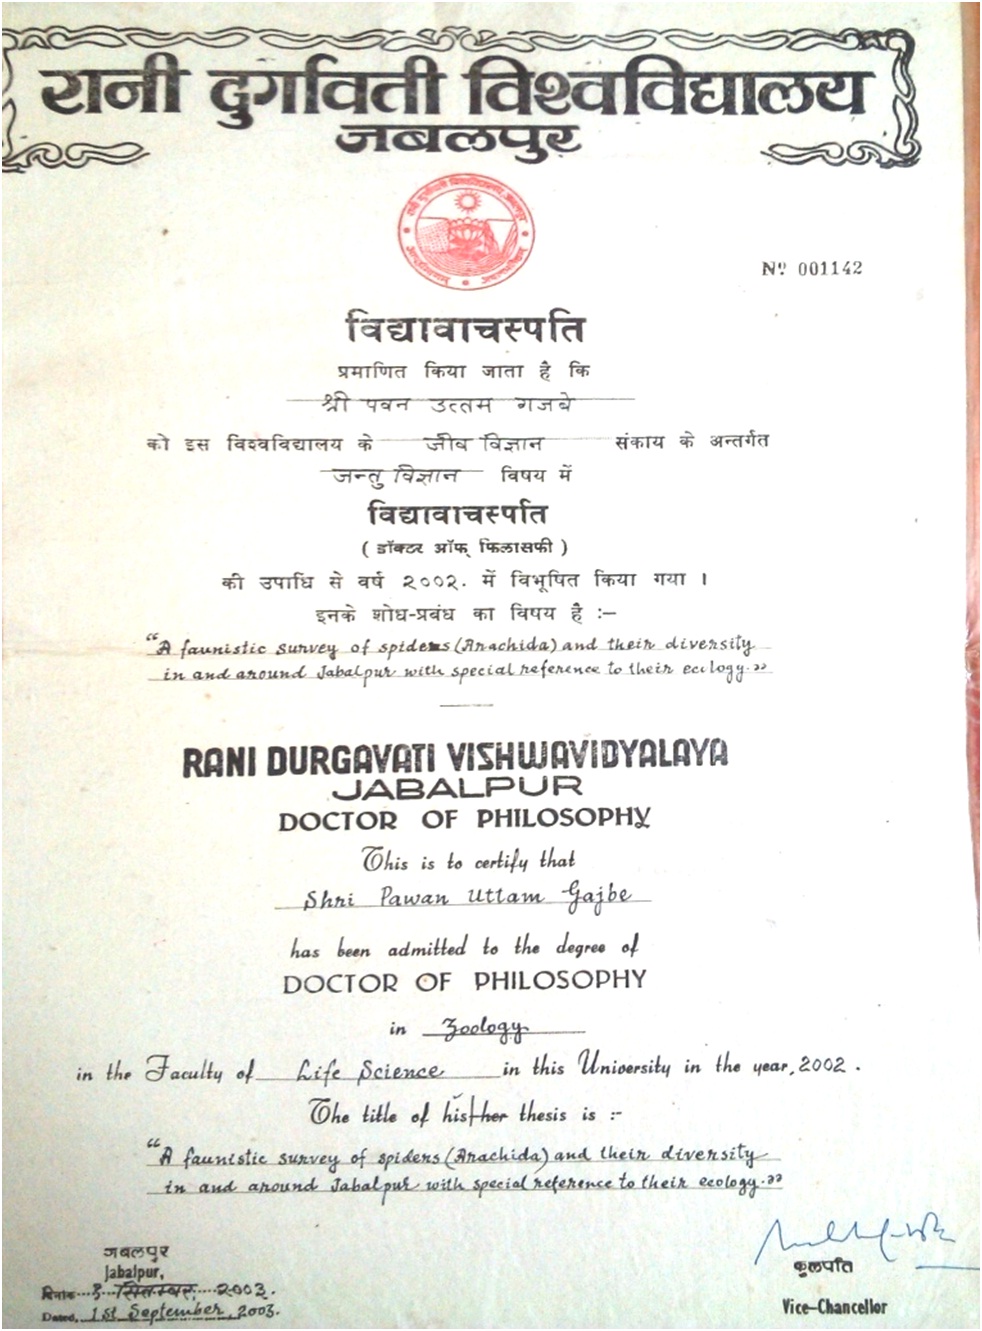 रानी दुर्गावती विश्वविद्यालय
जबलपुर
रानी दुर्गावती विश्वविद्यालय, जबलपुर
Nº 001142
विद्यावाचस्पति
प्रमाणित किया जाता है कि
श्री पवन उत्तम गजबे
को इस विश्वविद्यालय के जीव विज्ञान संकाय के अन्तर्गत
जन्तु विज्ञान विषय में
विद्यावाचस्पति
( डॉक्टर ऑफ् फिलासफी )
की उपाधि से वर्ष २००२. में विभूषित किया गया ।
इनके शोध-प्रबंध का विषय है :–
“A faunistic survey of spiders (Arachida) and their diversity
in and around Jabalpur with special reference to their ecology.”
RANI DURGAVATI VISHWAVIDYALAYA
JABALPUR
DOCTOR OF PHILOSOPHY
This is to certify that
Shri Pawan Uttam Gajbe
has been admitted to the degree of
DOCTOR OF PHILOSOPHY
in Zoology
in the Faculty of Life Science in this University in the year, 2002 .
The title of his/her thesis is :-
“A faunistic survey of spiders (Arachida) and their diversity
in and around Jabalpur with special reference to their ecology.”
जबलपुर
Jabalpur,
दिनांक सितम्बर, २००३.
Dated, 1st September, 2003.
कुलपति
Vice-Chancellor